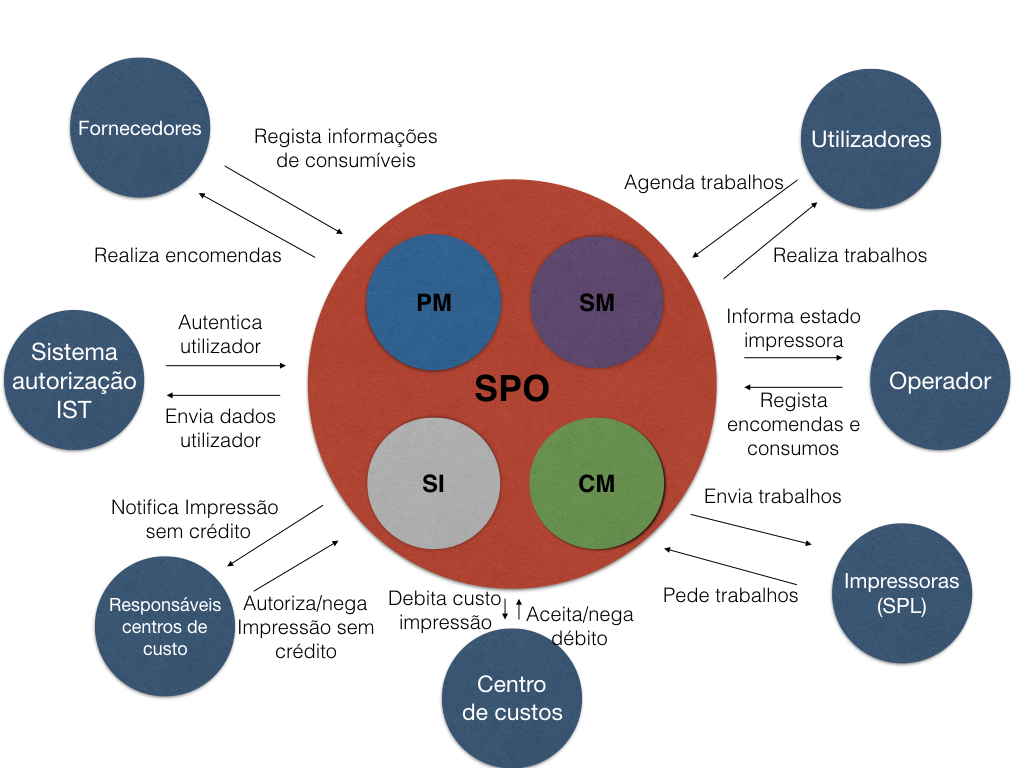 Fornecedores
Regista informações
de consumíveis
Realiza encomendas
Utilizadores
Agenda trabalhos
Realiza trabalhos
PM
SM
SPO
SI
CM
Sistema
autorização
IST
Autentica
utilizador
Envia dados
utilizador
Informa estado
impressora
Regista
encomendas e
consumos
Operador
Notifica Impressão
sem crédito
Responsáveis
centros de
custo
Autoriza/nega
Impressão sem
crédito
Debita custo
impressão
Aceita/nega
débito
Centro
de custos
Envia trabalhos
Pede trabalhos
Impressoras
(SPL)